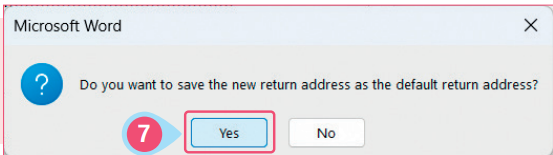 Microsoft Word
Do you want to save the new return address as the default return address?
7 Yes No